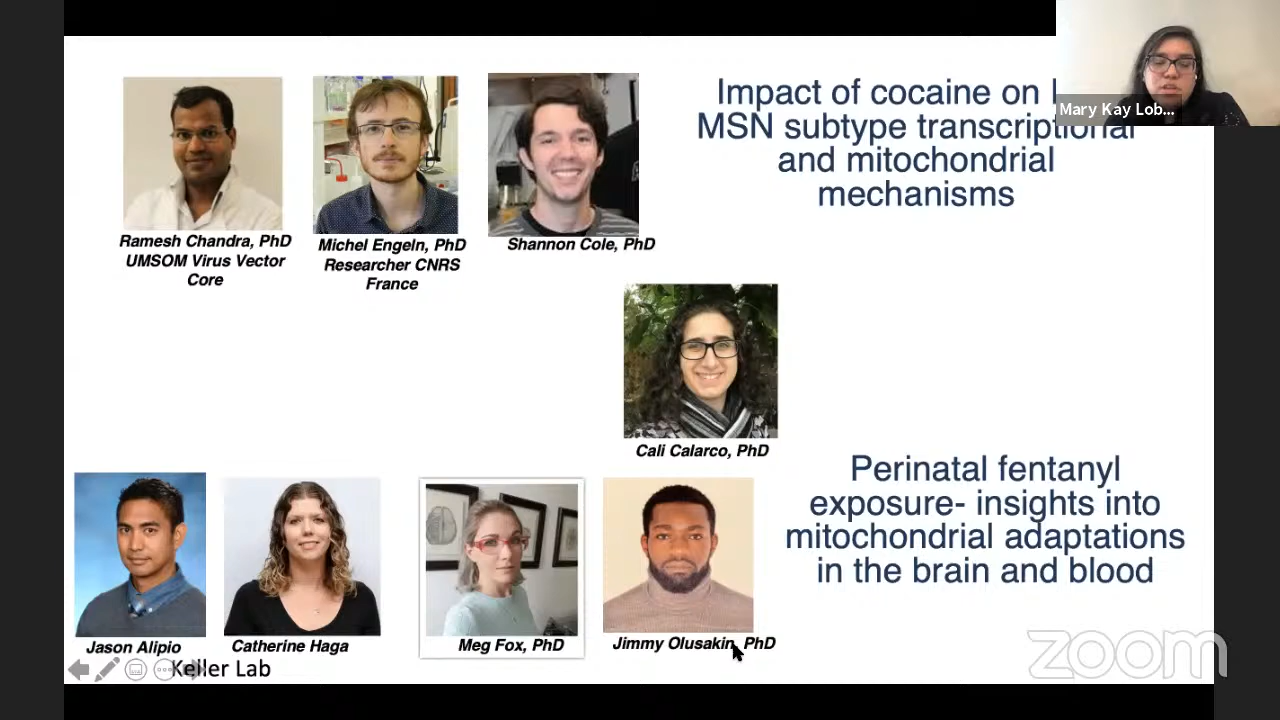 Impact of cocaine on
MSN subtype transcriptional
and mitochondrial
mechanisms
Mary Kay Lob...
Ramesh Chandra, PhD
UMSOM Virus Vector
Core
Michel Engeln, PhD
Researcher CNRS
France
Shannon Cole, PhD
Cali Calarco, PhD
Perinatal fentanyl
exposure- insights into
mitochondrial adaptations
in the brain and blood
Jason Alipio
Catherine Haga
Meg Fox, PhD
Jimmy Olusakin, PhD
Keller Lab
zoom